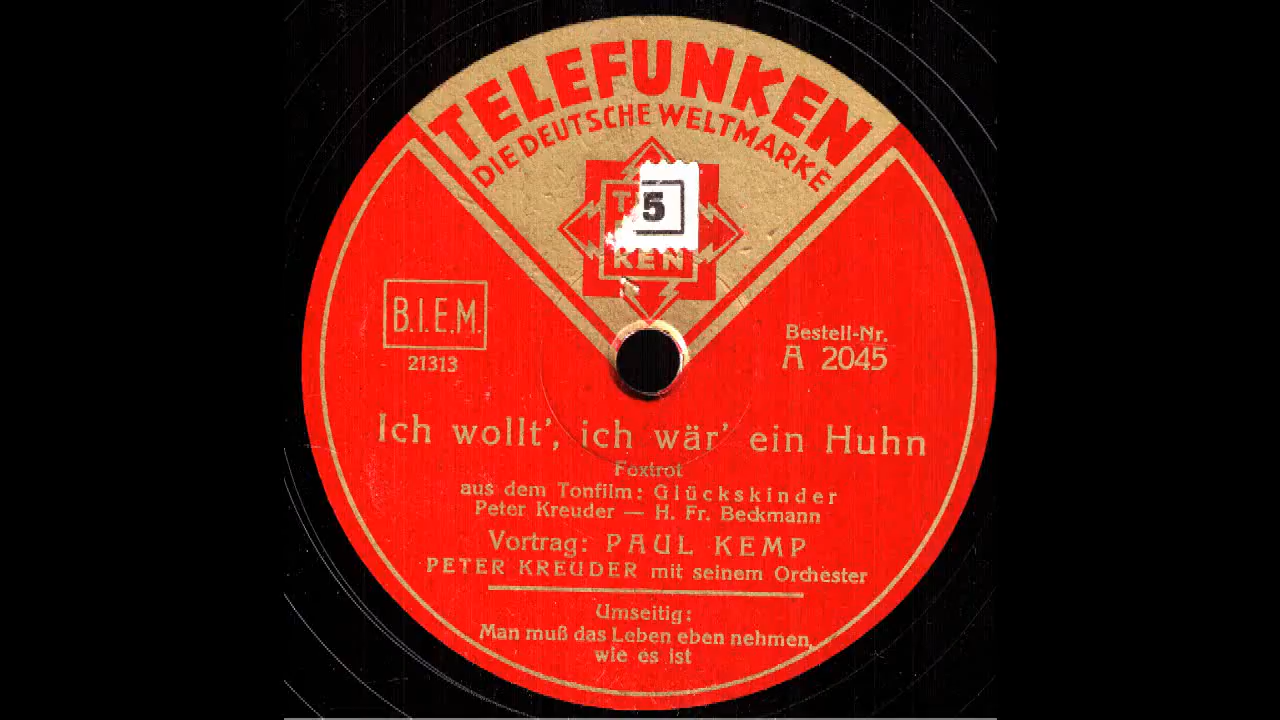 TELEFUNKEN
DIE DEUTSCHE WELTMARKE
T
5
KEN
B.I.E.M.
21313
Bestell-Nr.
A 2045
Ich wollt', ich wär' ein Huhn
Foxtrot
aus dem Tonfilm: Glückskinder
Peter Kreuder — H. Fr. Beckmann
Vortrag: PAUL KEMP
PETER KREUDER mit seinem Orchester
Umseitig:
Man muß das Leben eben nehmen,
wie es ist